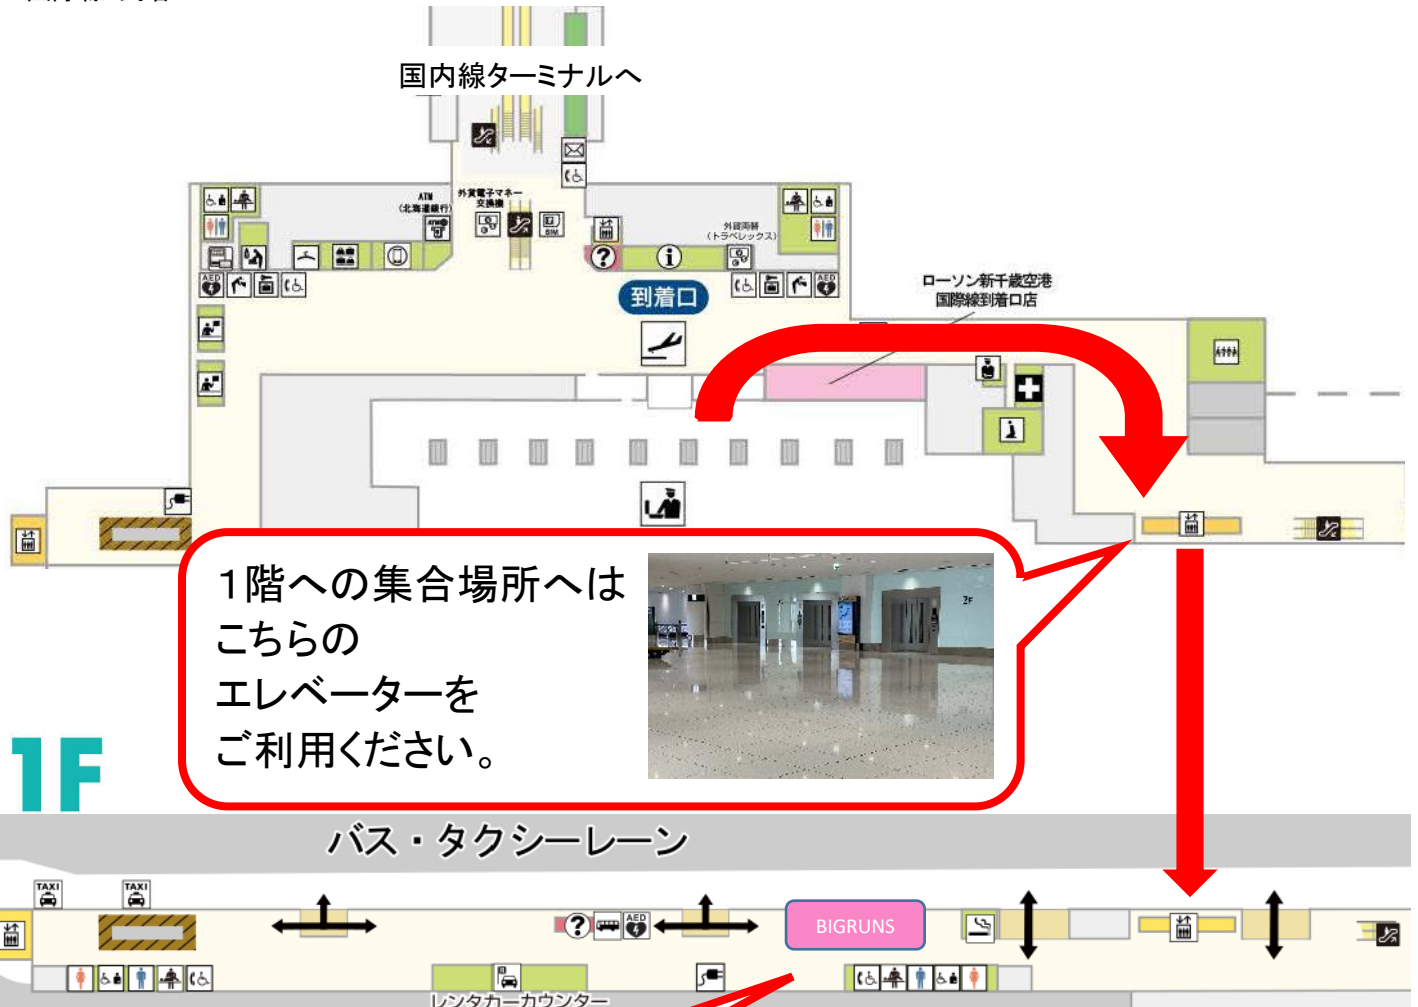 国内線ターミナルへ
ATM
(北海道銀行)
外貨電子マネー
交換機
ATM
SIM
外貨両替
(トラベレックス)
AED
AED
到着口
ローソン新千歳空港
国際線到着口店
1階への集合場所へは
こちらの
エレベーターを
ご利用ください。
2F
1F
バス・タクシーレーン
TAXI
TAXI
AED
BIGRUNS
レンタカーカウンター